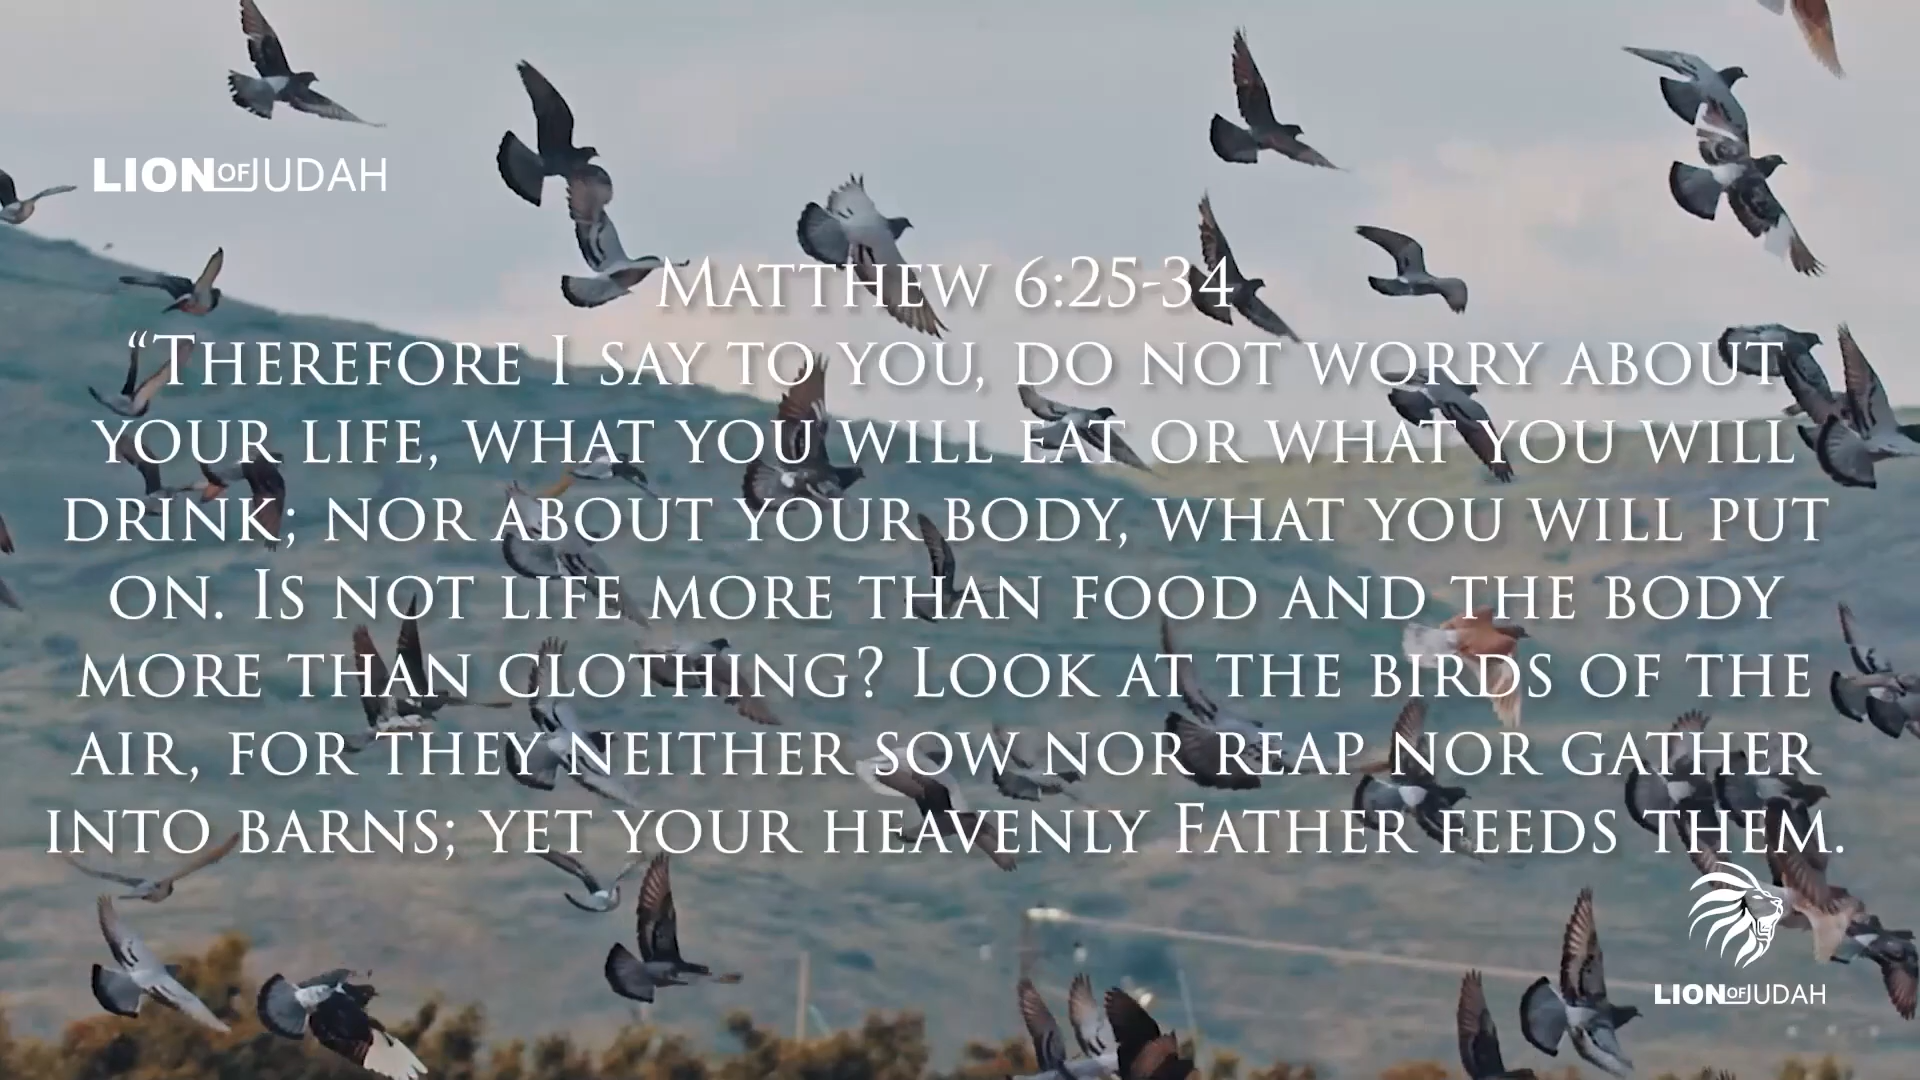 LIONOFJUDAH
Matthew 6:25-34
“Therefore I say to you, do not worry about
your life, what you will eat or what you will
drink; nor about your body, what you will put
on. Is not life more than food and the body
more than clothing? Look at the birds of the
air, for they neither sow nor reap nor gather
into barns; yet your heavenly Father feeds them.
LIONOFJUDAH